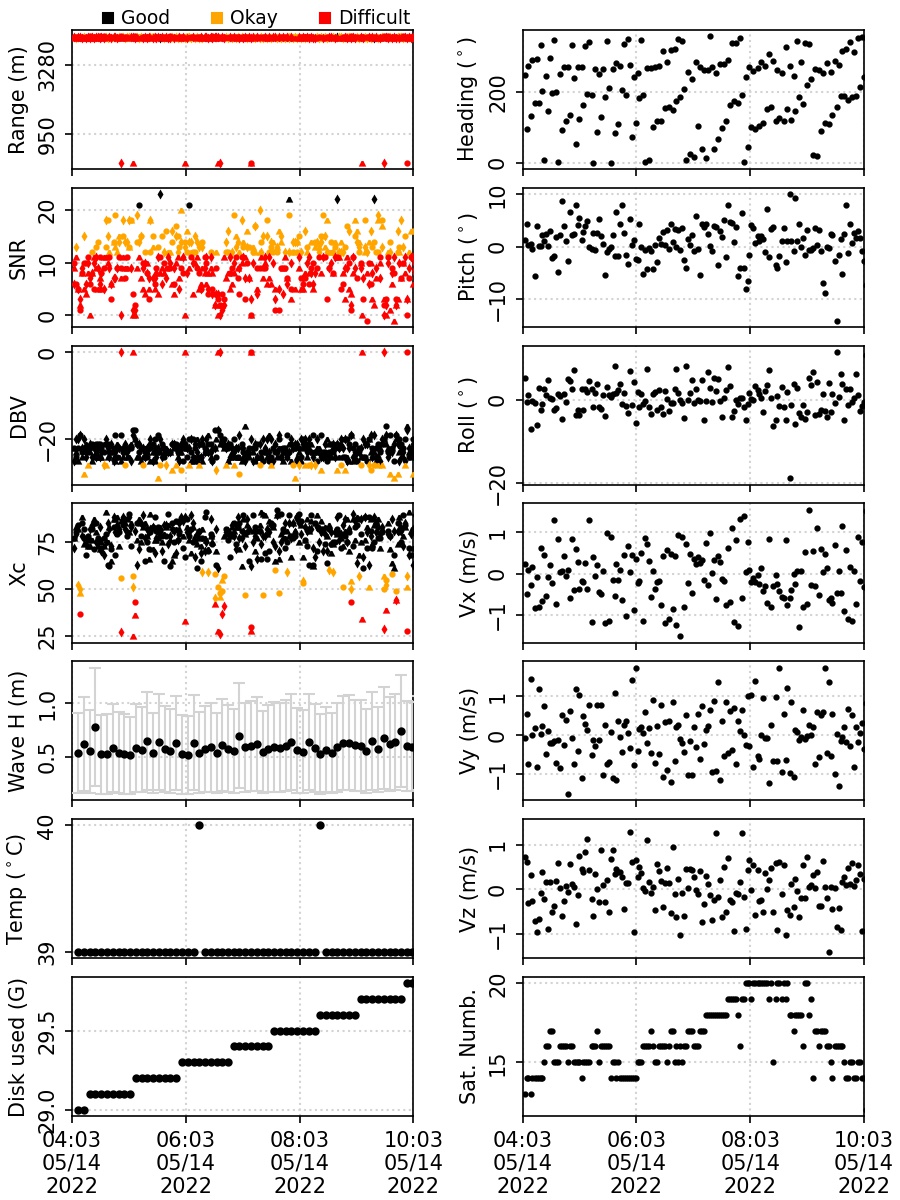 Good Okay Difficult
Range (m)
3280
950
Heading ( ° )
200
0
SNR
20
10
0
Pitch ( ° )
10
0
−10
DBV
0
−20
Roll ( ° )
0
−20
Xc
75
50
25
Vx (m/s)
1
0
−1
Wave H (m)
1.0
0.5
Vy (m/s)
1
0
−1
Temp ( ° C)
40
39
Vz (m/s)
1
0
−1
Disk used (G)
29.5
29.0
Sat. Numb.
20
15
04:03 06:03 08:03 10:03
05/14 05/14 05/14 05/14
2022 2022 2022 2022
04:03 06:03 08:03 10:03
05/14 05/14 05/14 05/14
2022 2022 2022 2022